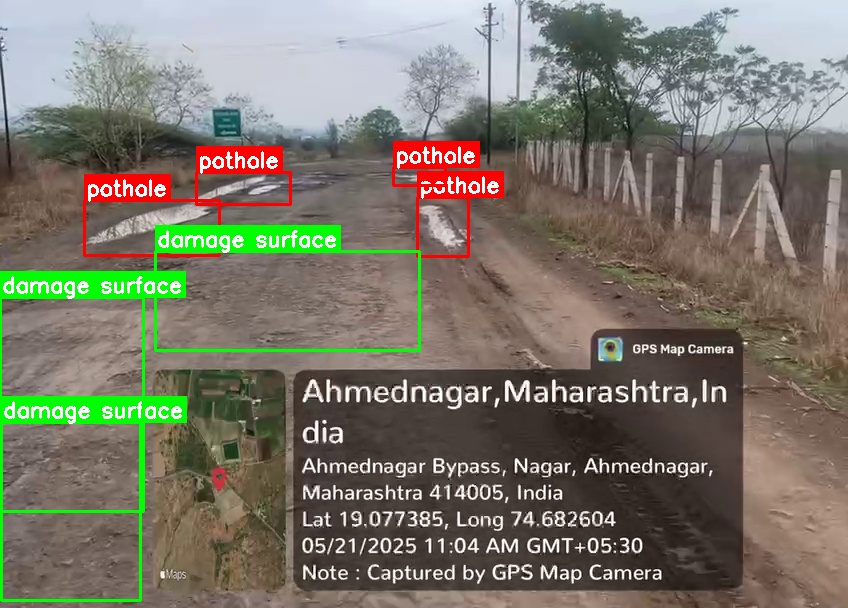 pothole
pothole
pothole
pothole
damage surface
damage surface
damage surface
GPS Map Camera
Ahmednagar,Maharashtra,In
dia
Ahmednagar Bypass, Nagar, Ahmednagar,
Maharashtra 414005, India
Lat 19.077385, Long 74.682604
05/21/2025 11:04 AM GMT+05:30
Note : Captured by GPS Map Camera
Maps